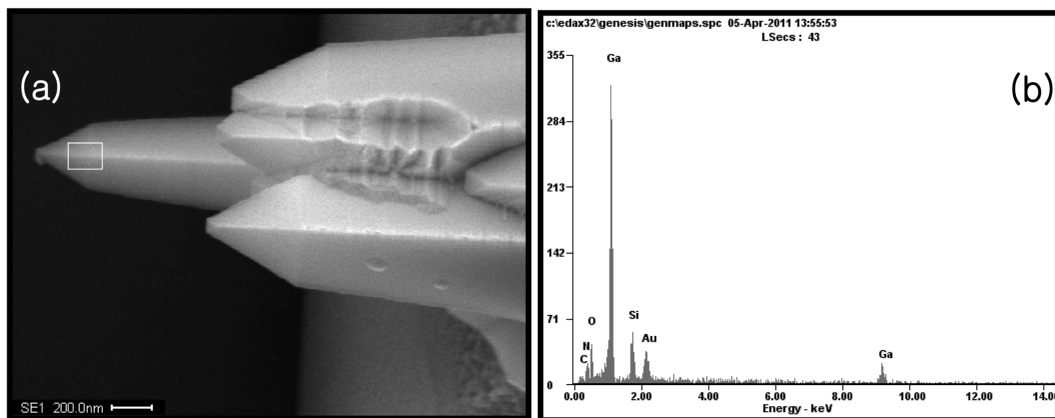 (a)
SE1 200.0nm
c:\edax32\genesis\genmaps.spc 05-Apr-2011 13:55:53
LSecs : 43
(b)
355
284
213
142
71
0
Ga
O
N
C
Si
Au
Ga
0.00 2.00 4.00 6.00 8.00 10.00 12.00 14.0
Energy - keV